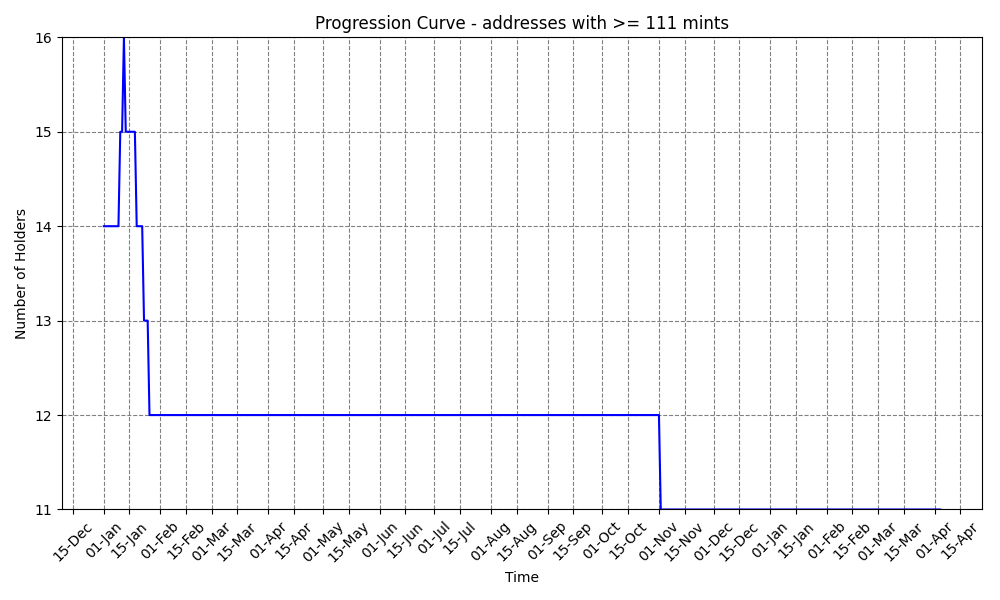 Progression Curve - addresses with >= 111 mints
16
15
14
13
12
11
Number of Holders
15-Dec
01-Jan
15-Jan
01-Feb
15-Feb
01-Mar
15-Mar
01-Apr
15-Apr
01-May
15-May
01-Jun
15-Jun
01-Jul
15-Jul
01-Aug
15-Aug
01-Sep
15-Sep
01-Oct
15-Oct
01-Nov
15-Nov
01-Dec
15-Dec
01-Jan
15-Jan
01-Feb
15-Feb
01-Mar
15-Mar
01-Apr
15-Apr
Time